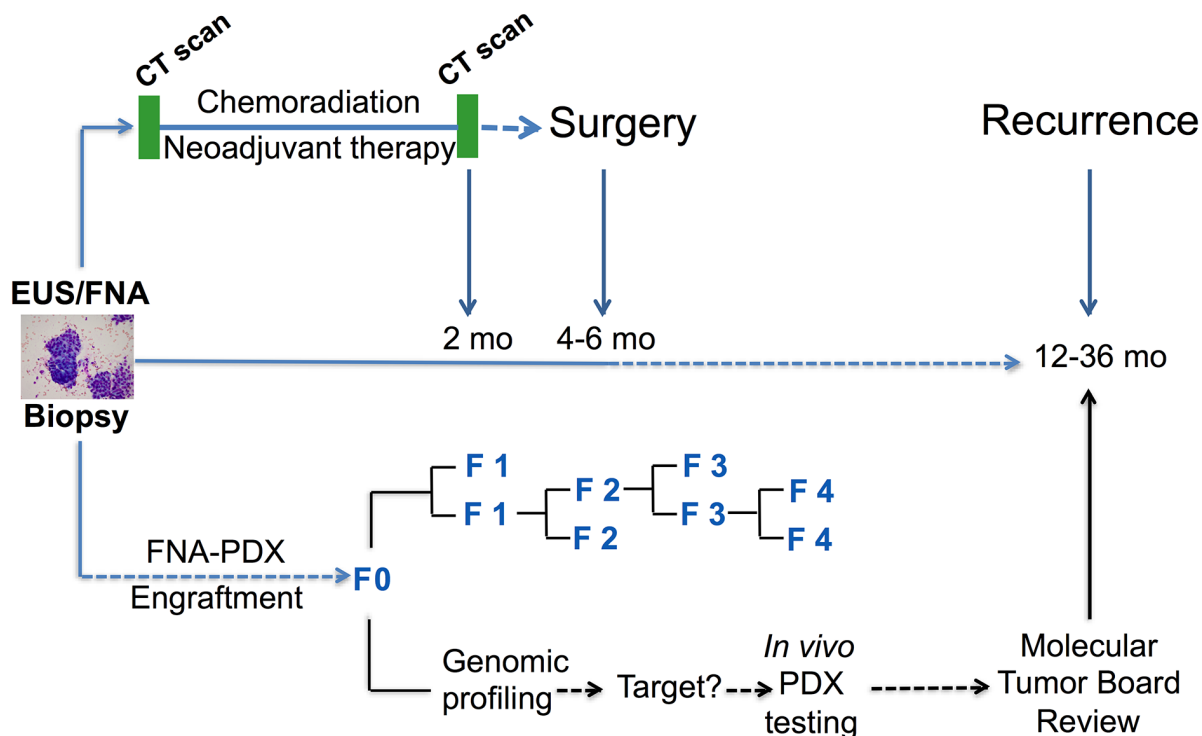 CT scan
CT scan
Chemoradiation
Neoadjuvant therapy
Surgery
Recurrence
EUS/FNA
Biopsy
2 mo
4-6 mo
12-36 mo
F 1
F 1
F 2
F 2
F 3
F 3
F 4
F 4
FNA-PDX
Engraftment
F0
Genomic
profiling
Target?
In vivo
PDX
testing
Molecular
Tumor Board
Review